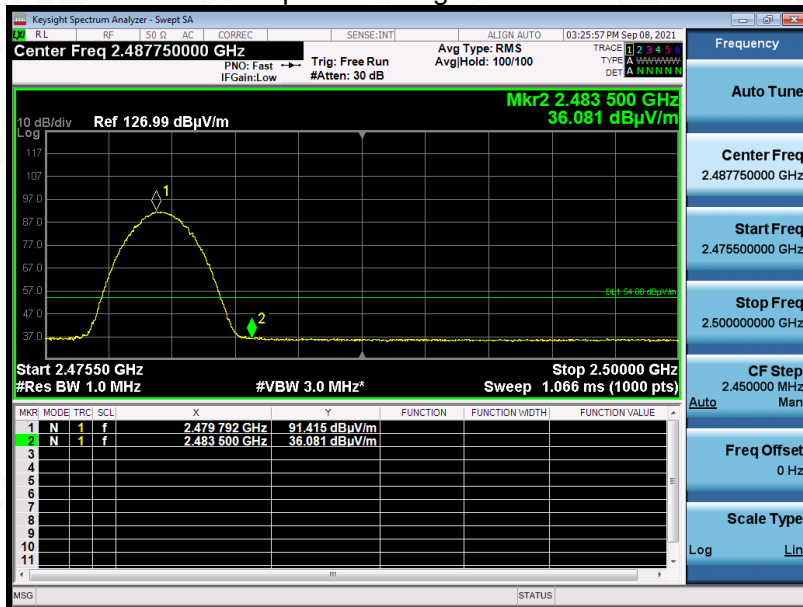 Keysight Spectrum Analyzer - Swept SA
LXI RL RF 50 Ω AC CORREC SENSE:INT ALIGN AUTO 03:25:57 PM Sep 08, 2021
Center Freq 2.487750000 GHz
PNO: Fast
IFGain:Low
Trig: Free Run
#Atten: 30 dB
Avg Type: RMS
Avg|Hold: 100/100
TRACE 1 2 3 4 5 6
TYPE A WWWWW
DET A N N N N N
Mkr2 2.483 500 GHz
36.081 dBµV/m
10 dB/div Ref 126.99 dBµV/m
Log
117
107
97.0
87.0
77.0
67.0
57.0
47.0
37.0
1
2
DL1 54.00 dBµV/m
Start 2.47550 GHz Stop 2.50000 GHz
#Res BW 1.0 MHz #VBW 3.0 MHz* Sweep 1.066 ms (1000 pts)
MKR MODE TRC SCL X Y FUNCTION FUNCTION WIDTH FUNCTION VALUE
1 N 1 f 2.479 792 GHz 91.415 dBµV/m
2 N 1 f 2.483 500 GHz 36.081 dBµV/m
3
4
5
6
7
8
9
10
11
MSG STATUS
Frequency
Auto Tune
Center Freq
2.487750000 GHz
Start Freq
2.475500000 GHz
Stop Freq
2.500000000 GHz
CF Step
2.450000 MHz
Auto Man
Freq Offset
0 Hz
Scale Type
Log Lin